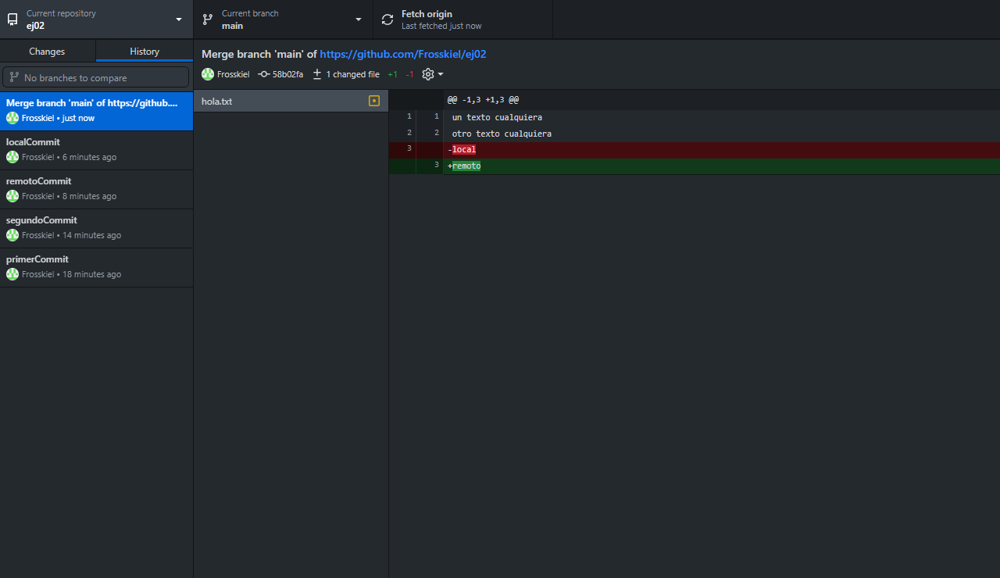 Current repository
ej02
Current branch
main
Fetch origin
Last fetched just now
Changes
History
No branches to compare
Merge branch 'main' of https://github....
Frosskiel • just now
localCommit
Frosskiel • 6 minutes ago
remotoCommit
Frosskiel • 8 minutes ago
segundoCommit
Frosskiel • 14 minutes ago
primerCommit
Frosskiel • 18 minutes ago
Merge branch 'main' of https://github.com/Frosskiel/ej02
Frosskiel 58b02fa 1 changed file +1 -1
hola.txt
@@ -1,3 +1,3 @@
1 1 un texto cualquiera
2 2 otro texto cualquiera
3 -local
3 +remoto